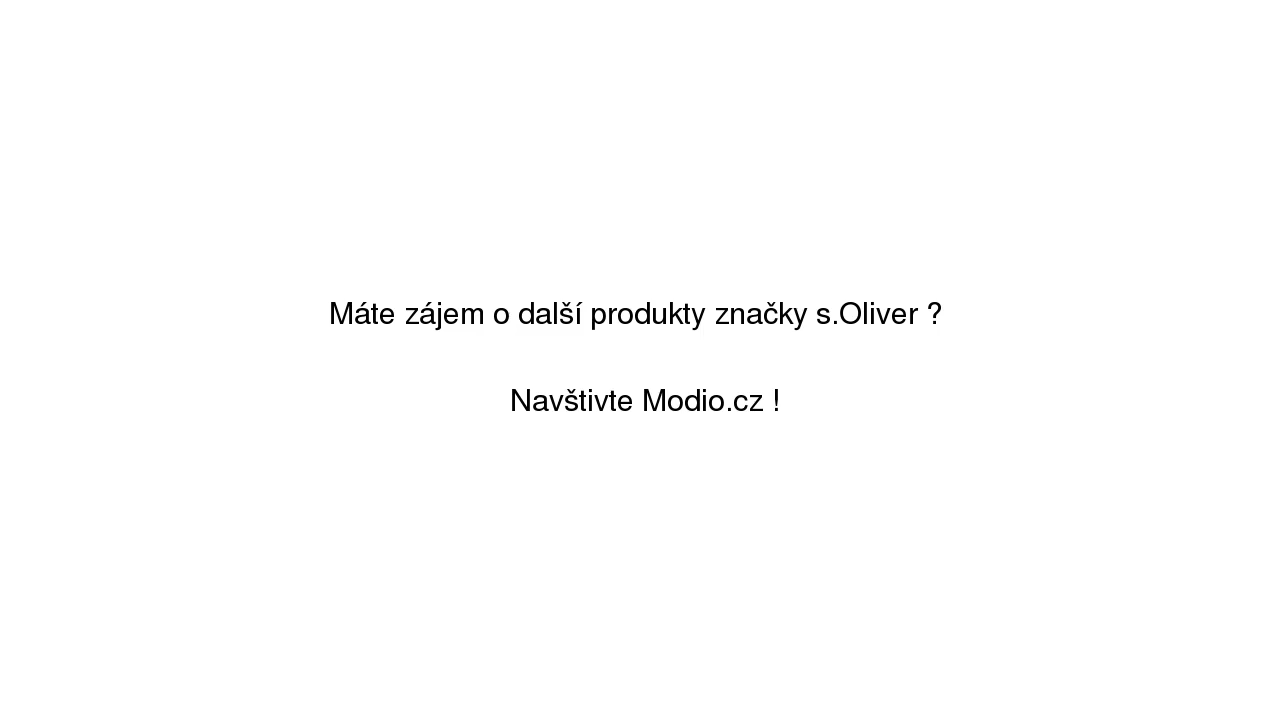 Máte zájem o další produkty značky s.Oliver ?
Navštivte Modio.cz !